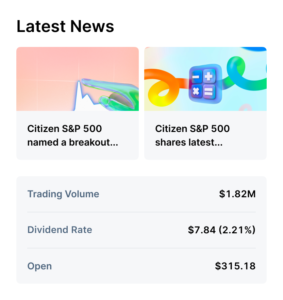 Latest News
Citizen S&P 500
named a breakout...
Citizen S&P 500
shares latest...
Trading Volume
$1.82M
Dividend Rate
$7.84 (2.21%)
Open
$315.18